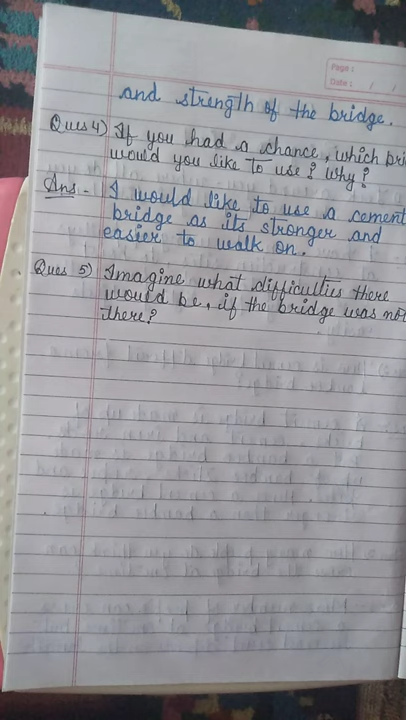 Page :
Date : / /
and strength of the bridge.
Ques 4) If you had a chance, which bri
would you like to use? why?
Ans - I would like to use a cement
bridge as its stronger and
easier to walk on.
Ques 5) Imagine what difficulties there
would be, if the bridge was not
there?